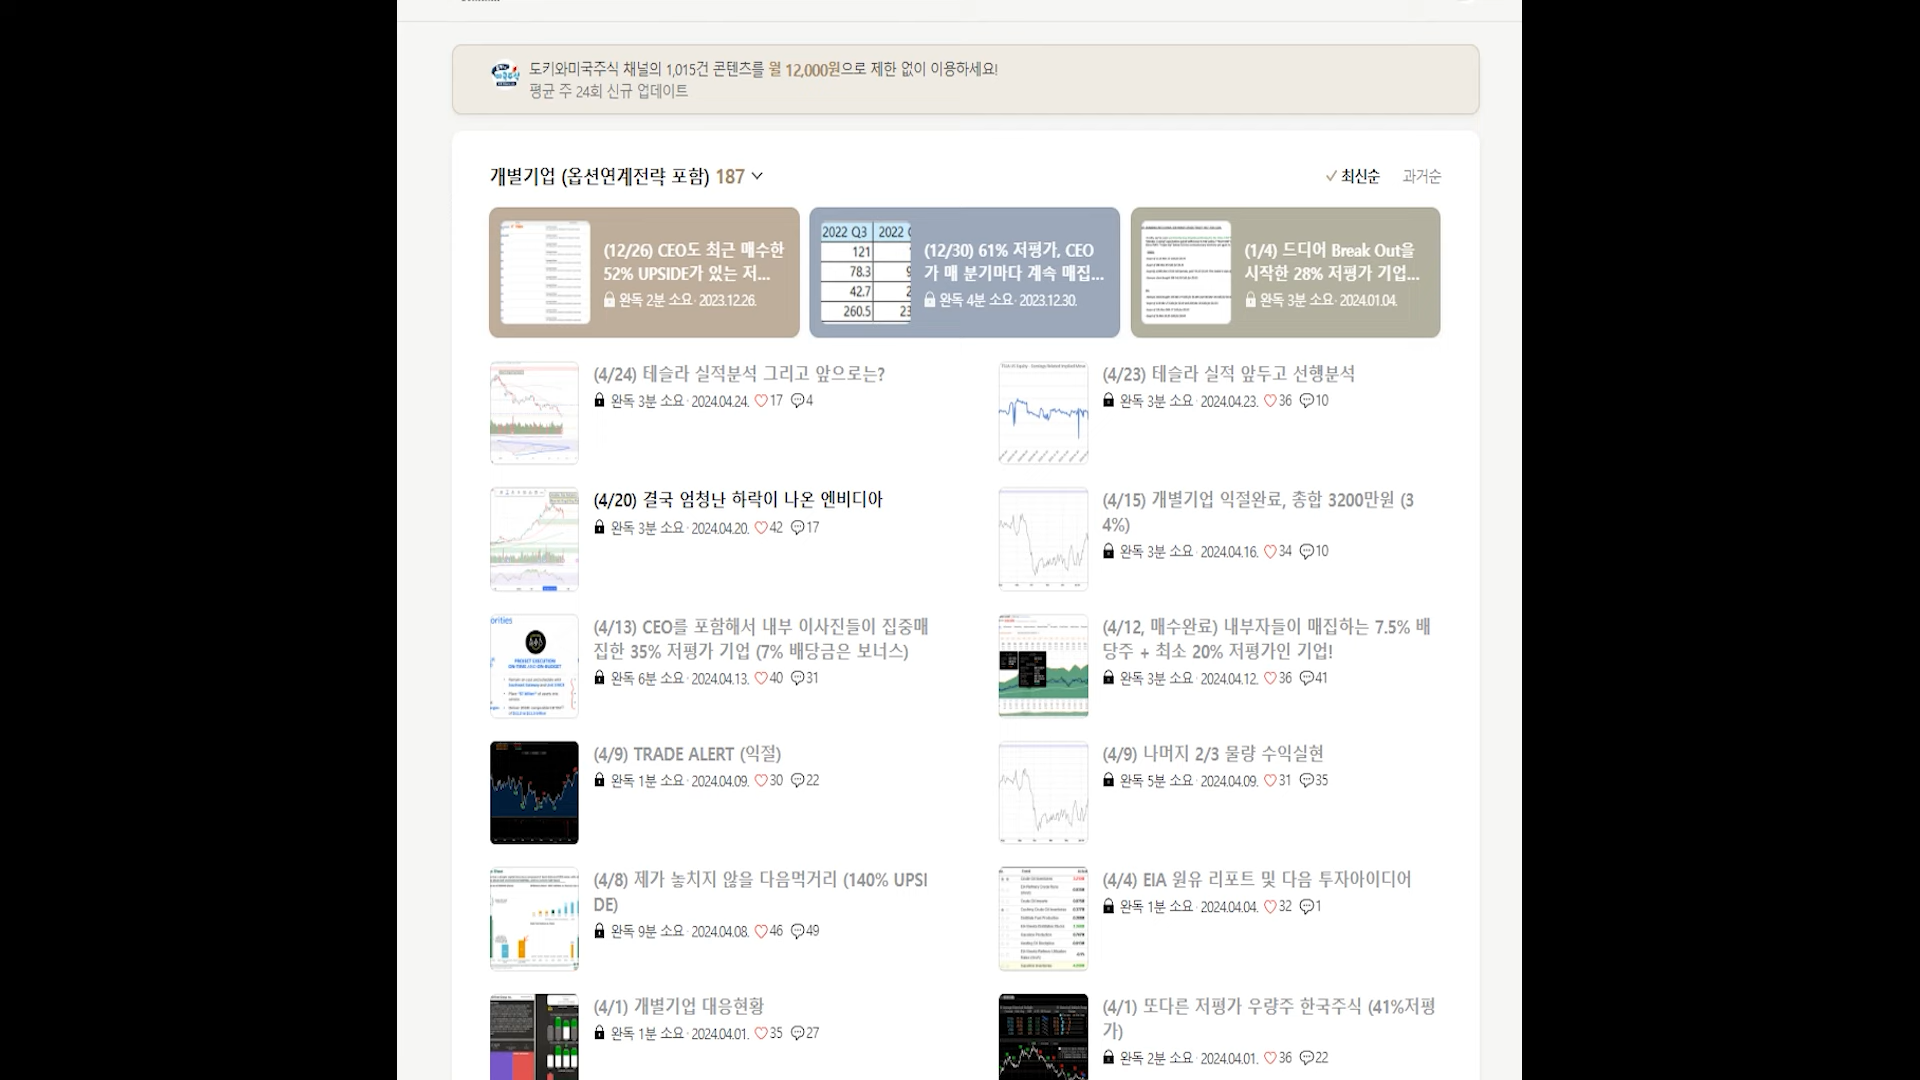 도키와미국주식 채널의 1,015건 콘텐츠를 월 12,000원으로 제한 없이 이용하세요!
평균 주 24회 신규 업데이트
개별기업 (옵션연계전략 포함) 187
최신순 과거순
(12/26) CEO도 최근 매수한
52% UPSIDE가 있는 저...
완독 2분 소요·2023.12.26.
2022 Q3 2022
121
78.3
42.7
260.5
(12/30) 61% 저평가, CEO
가 매 분기마다 계속 매집...
완독 4분 소요·2023.12.30.
(1/4) 드디어 Break Out을
시작한 28% 저평가 기업...
완독 3분 소요·2024.01.04.
(4/24) 테슬라 실적분석 그리고 앞으로는?
완독 3분 소요·2024.04.24. 17 4
(4/23) 테슬라 실적 앞두고 선행분석
완독 3분 소요·2024.04.23. 36 10
(4/20) 결국 엄청난 하락이 나온 엔비디아
완독 3분 소요·2024.04.20. 42 17
(4/15) 개별기업 익절완료, 총합 3200만원 (3
4%)
완독 3분 소요·2024.04.16. 34 10
orities
(4/13) CEO를 포함해서 내부 이사진들이 집중매
집한 35% 저평가 기업 (7% 배당금은 보너스)
완독 6분 소요·2024.04.13. 40 31
(4/12, 매수완료) 내부자들이 매집하는 7.5% 배
당주 + 최소 20% 저평가인 기업!
완독 3분 소요·2024.04.12. 36 41
(4/9) TRADE ALERT (익절)
완독 1분 소요·2024.04.09. 30 22
(4/9) 나머지 2/3 물량 수익실현
완독 5분 소요·2024.04.09. 31 35
(4/8) 제가 놓치지 않을 다음먹거리 (140% UPSI
DE)
완독 9분 소요·2024.04.08. 46 49
(4/4) EIA 원유 리포트 및 다음 투자아이디어
완독 1분 소요·2024.04.04. 32 1
(4/1) 개별기업 대응현황
완독 1분 소요·2024.04.01. 35 27
(4/1) 또다른 저평가 우량주 한국주식 (41%저평
가)
완독 2분 소요·2024.04.01. 36 22